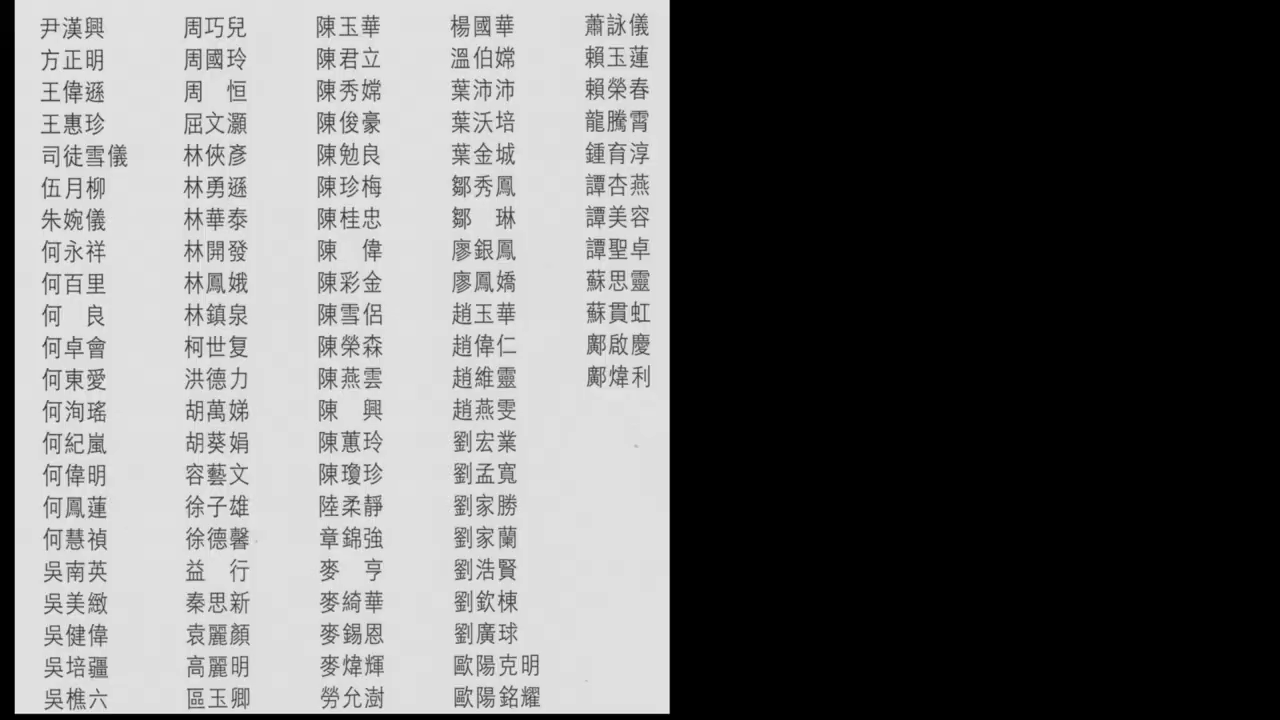 尹漢興 周巧兒 陳玉華 楊國華 蕭詠儀
方正明 周國玲 陳君立 溫伯嫦 賴玉蓮
王偉遜 周　恒 陳秀嫦 葉沛沛 賴榮春
王惠珍 屈文灝 陳俊豪 葉沃培 龍騰霄
司徒雪儀 林俠彥 陳勉良 葉金城 鍾育淳
伍月柳 林勇遜 陳珍梅 鄒秀鳳 譚杏燕
朱婉儀 林華泰 陳桂忠 鄒　琳 譚美容
何永祥 林開發 陳　偉 廖銀鳳 譚聖卓
何百里 林鳳娥 陳彩金 廖鳳嬌 蘇思靈
何　良 林鎮泉 陳雪侶 趙玉華 蘇貫虹
何卓會 柯世复 陳榮森 趙偉仁 鄺啟慶
何東愛 洪德力 陳燕雲 趙維靈 鄺煒利
何洵瑤 胡萬娣 陳　興 趙燕雯
何紀嵐 胡葵娟 陳蕙玲 劉宏業
何偉明 容藝文 陳瓊珍 劉孟寬
何鳳蓮 徐子雄 陸柔靜 劉家勝
何慧禎 徐德馨 章錦強 劉家蘭
吳南英 益　行 麥　亨 劉浩賢
吳美緻 秦思新 麥綺華 劉欽棟
吳健偉 袁麗顏 麥錫恩 劉廣球
吳培疆 高麗明 麥煒輝 歐陽克明
吳樵六 區玉卿 勞允澍 歐陽銘耀